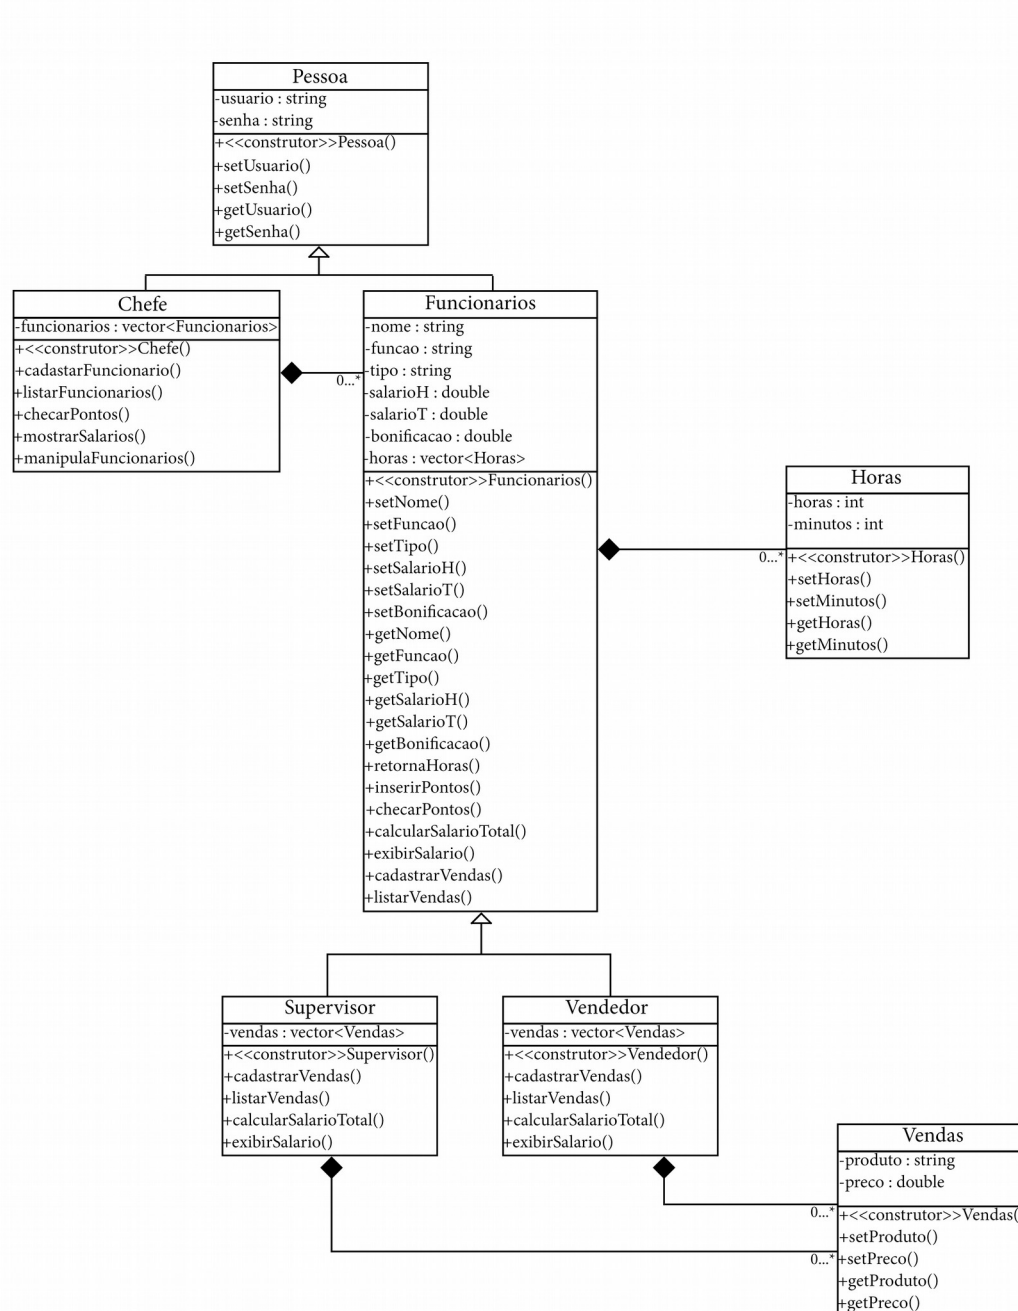 Pessoa
-usuario : string
-senha : string
+<<construtor>>Pessoa()
+setUsuario()
+setSenha()
+getUsuario()
+getSenha()
Chefe
-funcionarios : vector<Funcionarios>
+<<construtor>>Chefe()
+cadastarFuncionario()
+listarFuncionarios()
+checarPontos()
+mostrarSalarios()
+manipulaFuncionarios()
0...*
Funcionarios
-nome : string
-funcao : string
-tipo : string
-salarioH : double
-salarioT : double
-bonificacao : double
-horas : vector<Horas>
+<<construtor>>Funcionarios()
+setNome()
+setFuncao()
+setTipo()
+setSalarioH()
+setSalarioT()
+setBonificacao()
+getNome()
+getFuncao()
+getTipo()
+getSalarioH()
+getSalarioT()
+getBonificacao()
+retornaHoras()
+inserirPontos()
+checarPontos()
+calcularSalarioTotal()
+exibirSalario()
+cadastrarVendas()
+listarVendas()
0...*
Horas
-horas : int
-minutos : int
+<<construtor>>Horas()
+setHoras()
+setMinutos()
+getHoras()
+getMinutos()
Supervisor
-vendas : vector<Vendas>
+<<construtor>>Supervisor()
+cadastrarVendas()
+listarVendas()
+calcularSalarioTotal()
+exibirSalario()
Vendedor
-vendas : vector<Vendas>
+<<construtor>>Vendedor()
+cadastrarVendas()
+listarVendas()
+calcularSalarioTotal()
+exibirSalario()
0...*
0...*
Vendas
-produto : string
-preco : double
+<<construtor>>Vendas(
+setProduto()
+setPreco()
+getProduto()
+getPreco()